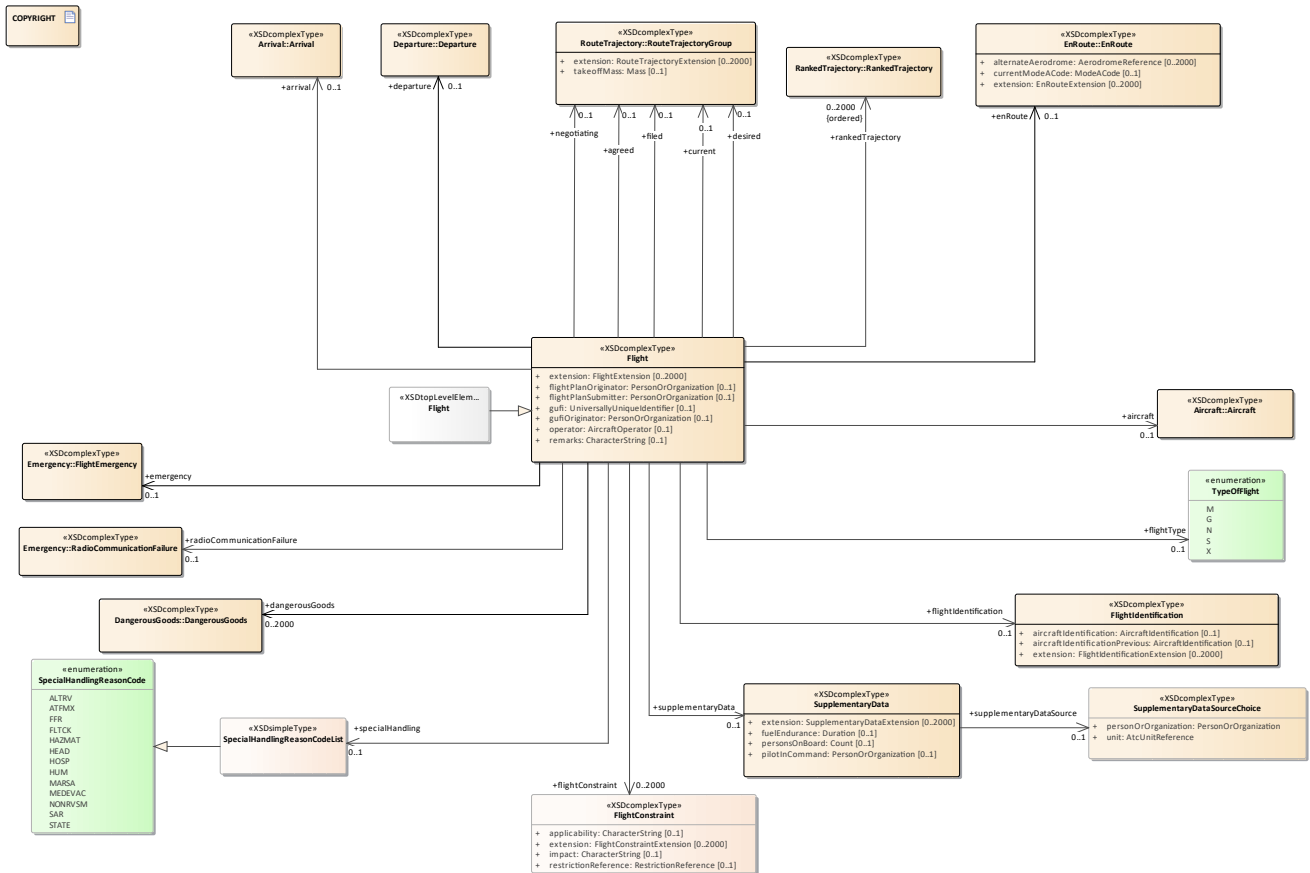 COPYRIGHT
«XSDcomplexType»
Arrival::Arrival
«XSDcomplexType»
Departure::Departure
«XSDcomplexType»
RouteTrajectory::RouteTrajectoryGroup
+ extension: RouteTrajectoryExtension [0..2000]
+ takeoffMass: Mass [0..1]
«XSDcomplexType»
RankedTrajectory::RankedTrajectory
«XSDcomplexType»
EnRoute::EnRoute
+ alternateAerodrome: AerodromeReference [0..2000]
+ currentModeACode: ModeACode [0..1]
+ extension: EnRouteExtension [0..2000]
+arrival
0..1
+departure
0..1
0..1
+negotiating
0..1
+agreed
0..1
+filed
0..1
+current
0..1
+desired
0..2000
{ordered}
+rankedTrajectory
+enRoute
0..1
«XSDcomplexType»
Flight
+ extension: FlightExtension [0..2000]
+ flightPlanOriginator: PersonOrOrganization [0..1]
+ flightPlanSubmitter: PersonOrOrganization [0..1]
+ gufi: UniversallyUniqueIdentifier [0..1]
+ gufiOriginator: PersonOrOrganization [0..1]
+ operator: AircraftOperator [0..1]
+ remarks: CharacterString [0..1]
«XSDtopLevelElem...
Flight
+aircraft
0..1
«XSDcomplexType»
Aircraft::Aircraft
«XSDcomplexType»
Emergency::FlightEmergency
+emergency
0..1
«enumeration»
TypeOfFlight
M
G
N
S
X
+flightType
0..1
«XSDcomplexType»
Emergency::RadioCommunicationFailure
+radioCommunicationFailure
0..1
«XSDcomplexType»
DangerousGoods::DangerousGoods
+dangerousGoods
0..2000
+flightIdentification
0..1
«XSDcomplexType»
FlightIdentification
+ aircraftIdentification: AircraftIdentification [0..1]
+ aircraftIdentificationPrevious: AircraftIdentification [0..1]
+ extension: FlightIdentificationExtension [0..2000]
«enumeration»
SpecialHandlingReasonCode
ALTRV
ATFMX
FFR
FLTCK
HAZMAT
HEAD
HOSP
HUM
MARSA
MEDEVAC
NONRVSM
SAR
STATE
«XSDsimpleType»
SpecialHandlingReasonCodeList
+specialHandling
0..1
+supplementaryData
0..1
«XSDcomplexType»
SupplementaryData
+ extension: SupplementaryDataExtension [0..2000]
+ fuelEndurance: Duration [0..1]
+ personsOnBoard: Count [0..1]
+ pilotInCommand: PersonOrOrganization [0..1]
+supplementaryDataSource
0..1
«XSDcomplexType»
SupplementaryDataSourceChoice
+ personOrOrganization: PersonOrOrganization
+ unit: AtcUnitReference
+flightConstraint
0..2000
«XSDcomplexType»
FlightConstraint
+ applicability: CharacterString [0..1]
+ extension: FlightConstraintExtension [0..2000]
+ impact: CharacterString [0..1]
+ restrictionReference: RestrictionReference [0..1]